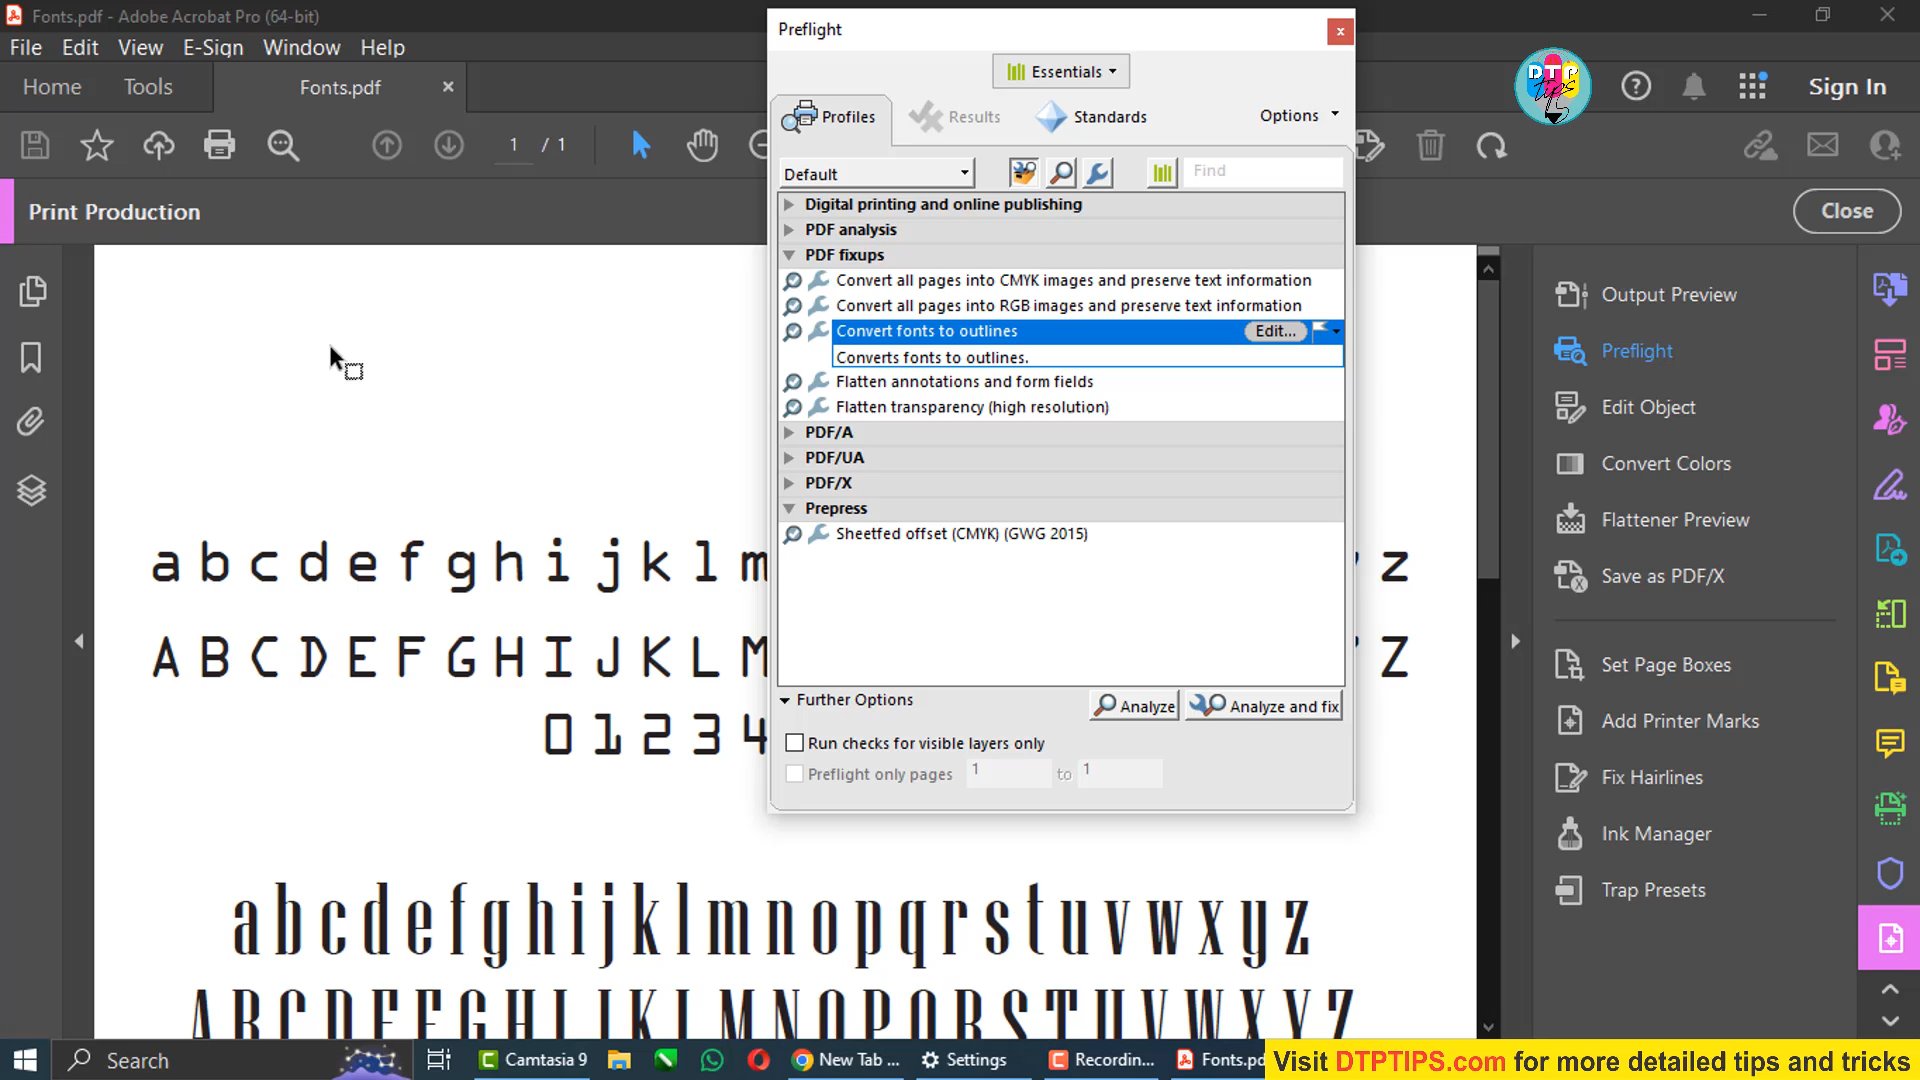 Fonts.pdf - Adobe Acrobat Pro (64-bit)
File Edit View E-Sign Window Help
Home Tools Fonts.pdf
Sign In
DTP tips
1 / 1
Print Production
Close
Preflight
Essentials
Profiles Results Standards Options
Default
Find
Digital printing and online publishing
PDF analysis
PDF fixups
Convert all pages into CMYK images and preserve text information
Convert all pages into RGB images and preserve text information
Convert fonts to outlines Edit...
Converts fonts to outlines.
Flatten annotations and form fields
Flatten transparency (high resolution)
PDF/A
PDF/UA
PDF/X
Prepress
Sheetfed offset (CMYK) (GWG 2015)
Further Options
Analyze Analyze and fix
Run checks for visible layers only
Preflight only pages 1 to 1
a b c d e f g h i j k l m z
A B C D E F G H I J K L M Z
0 1 2 3 4
a b c d e f g h i j k l m n o p q r s t u v w x y z
A B C D E F G H I J K L M N O P Q R S T U V W X Y Z
Output Preview
Preflight
Edit Object
Convert Colors
Flattener Preview
Save as PDF/X
Set Page Boxes
Add Printer Marks
Fix Hairlines
Ink Manager
Trap Presets
Search
Camtasia 9
New Tab ...
Settings
Recordin...
Fonts.pd
Visit DTPTIPS.com for more detailed tips and tricks